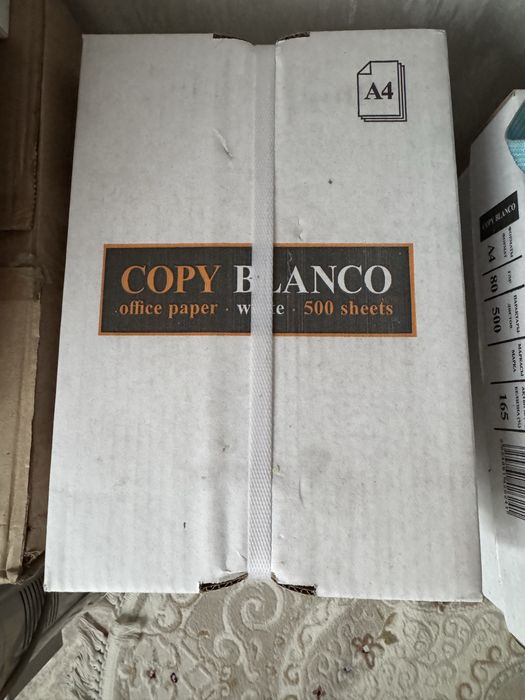 A4
COPY BLANCO
office paper · white · 500 sheets
COPY BLANCO
A4
80
500
165